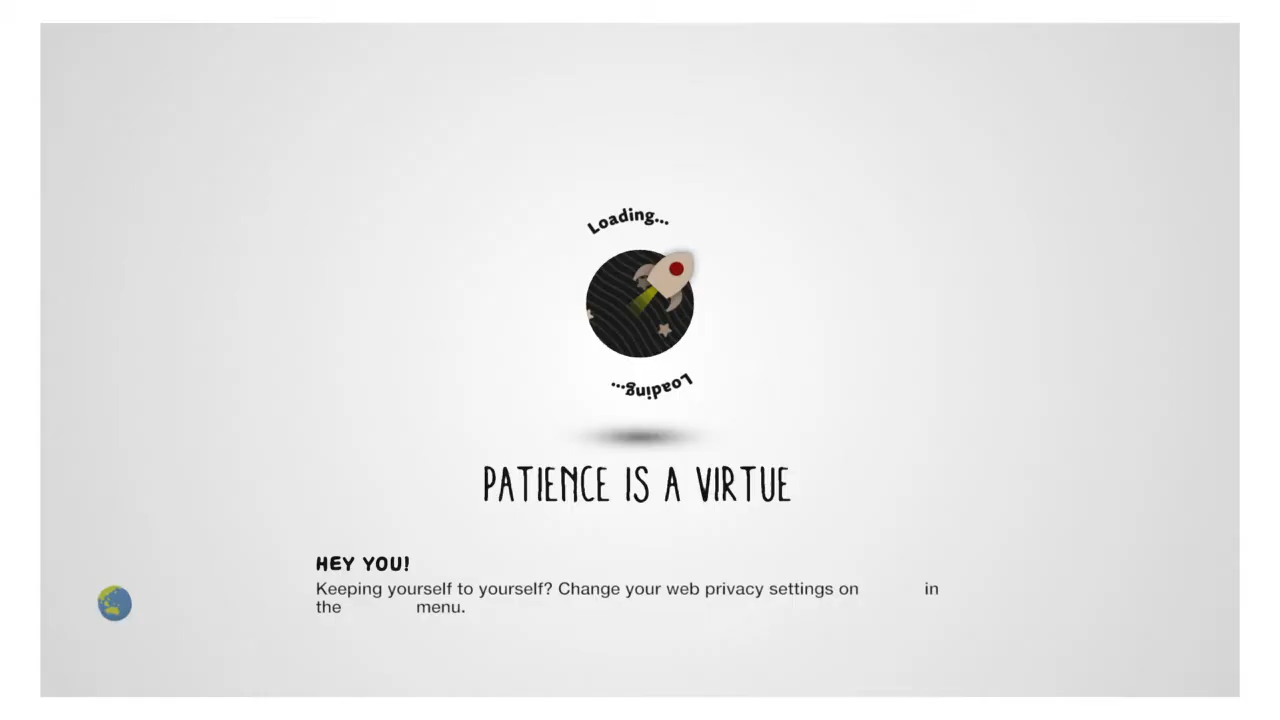 Loading...
Loading...
PATIENCE IS A VIRTUE
HEY YOU!
Keeping yourself to yourself? Change your web privacy settings on in
the menu.